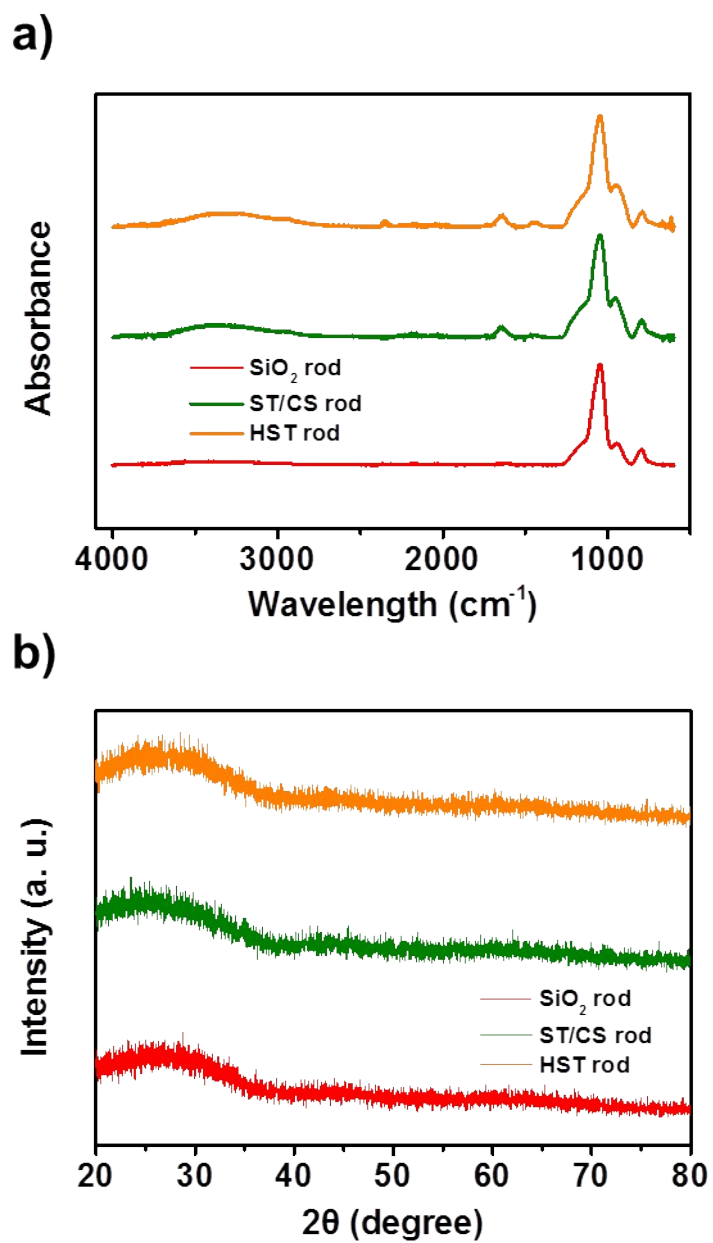 a)
Absorbance
SiO₂ rod
ST/CS rod
HST rod
4000 3000 2000 1000
Wavelength (cm⁻¹)
b)
Intensity (a. u.)
SiO₂ rod
ST/CS rod
HST rod
20 30 40 50 60 70 80
2θ (degree)